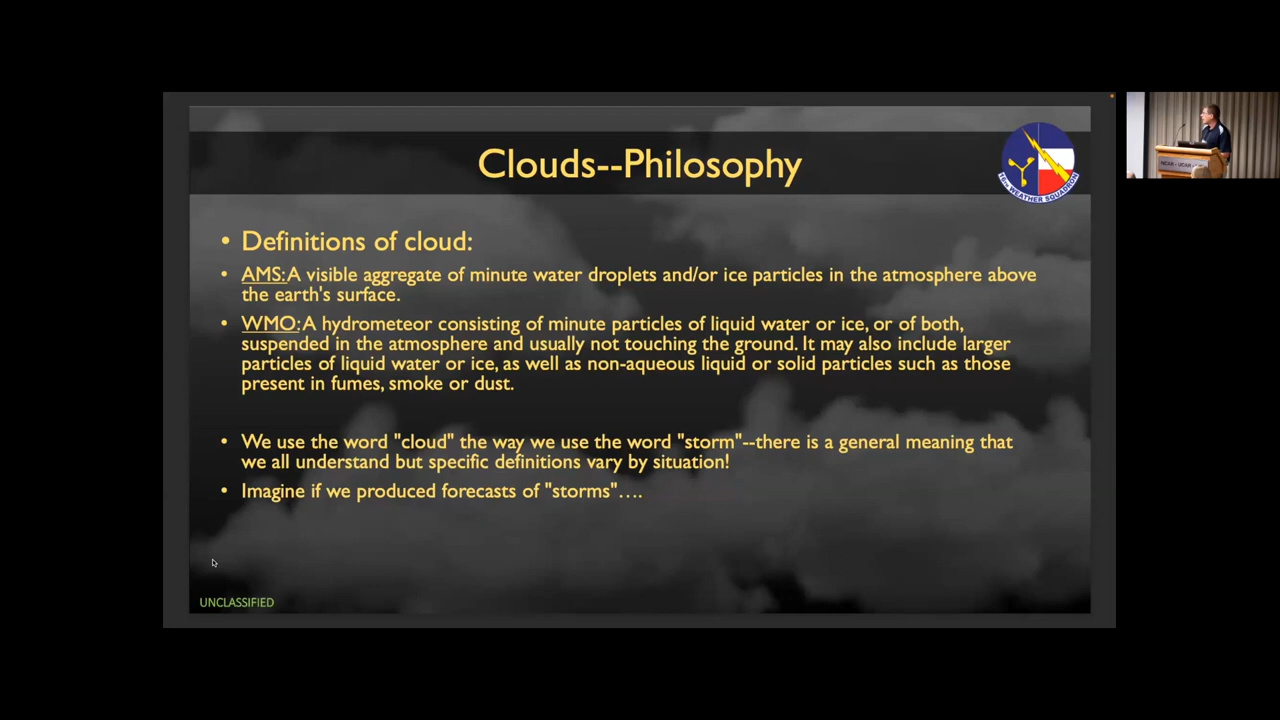 Clouds--Philosophy
16TH WEATHER SQUADRON
• Definitions of cloud:
• AMS:A visible aggregate of minute water droplets and/or ice particles in the atmosphere above
the earth's surface.
• WMO:A hydrometeor consisting of minute particles of liquid water or ice, or of both,
suspended in the atmosphere and usually not touching the ground. It may also include larger
particles of liquid water or ice, as well as non-aqueous liquid or solid particles such as those
present in fumes, smoke or dust.
• We use the word "cloud" the way we use the word "storm"--there is a general meaning that
we all understand but specific definitions vary by situation!
• Imagine if we produced forecasts of "storms"….
UNCLASSIFIED
NCAR - UCAR